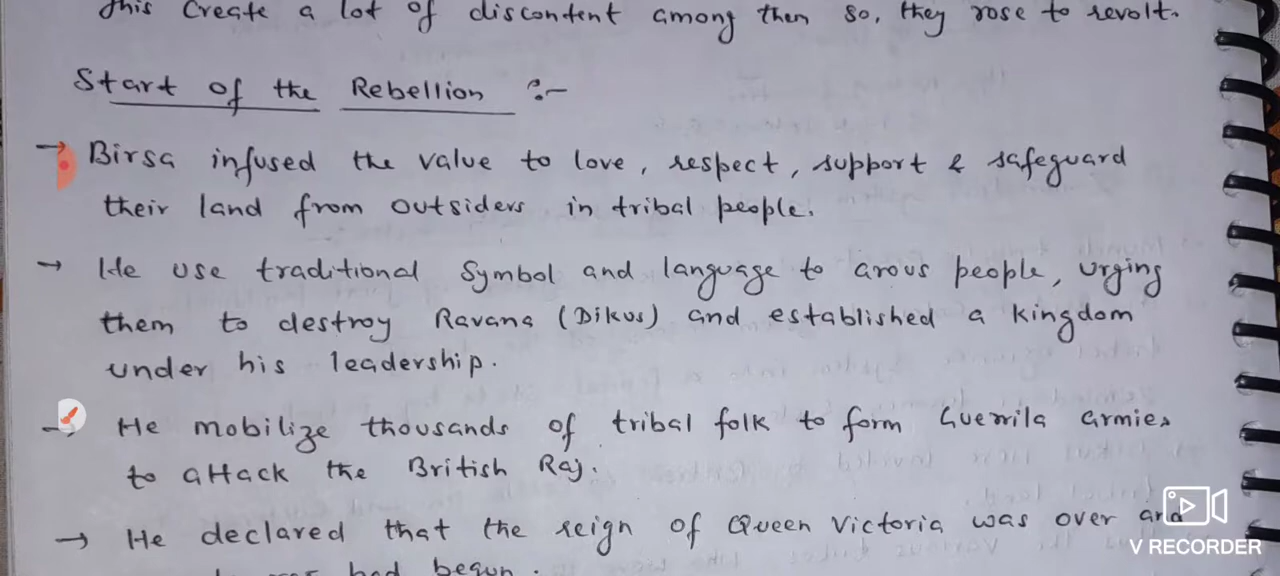 This create a lot of discontent among then so, they rose to revolt.
Start of the Rebellion :-
→ Birsa infused the value to love, respect, support & safeguard
their land from outsiders in tribal people.
→ He use traditional symbol and language to arous people, urging
them to destroy Ravana (Dikus) and established a kingdom
under his leadership.
→ He mobilize thousands of tribal folk to form Guerrila armies
to attack the British Raj.
→ He declared that the reign of Queen Victoria was over and
had begun.
V RECORDER